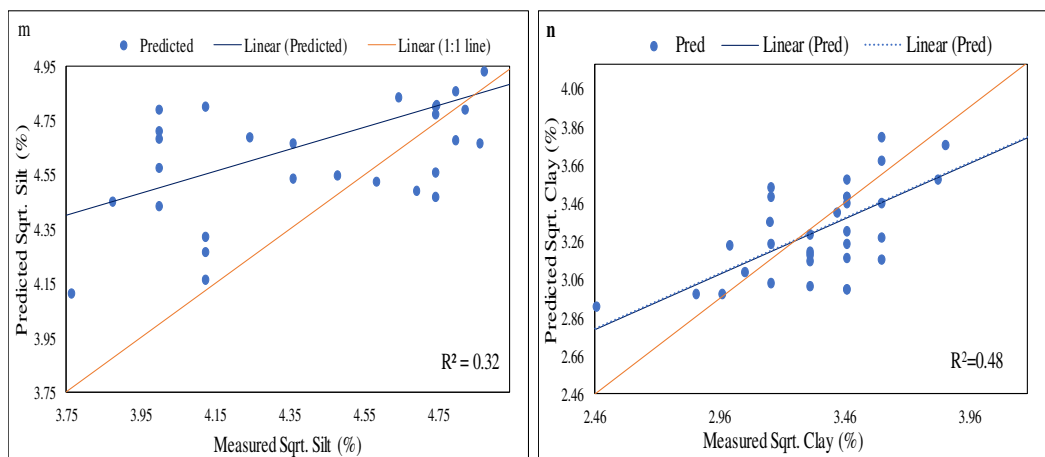 m
Predicted Linear (Predicted) Linear (1:1 line)
4.95
4.75
4.55
4.35
4.15
3.95
3.75
Predicted Sqrt. Silt (%)
R² = 0.32
3.75 3.95 4.15 4.35 4.55 4.75
Measured Sqrt. Silt (%)
n
Pred Linear (Pred) Linear (Pred)
4.06
3.86
3.66
3.46
3.26
3.06
2.86
2.66
2.46
Predicted Sqrt. Clay (%)
R²=0.48
2.46 2.96 3.46 3.96
Measured Sqrt. Clay (%)